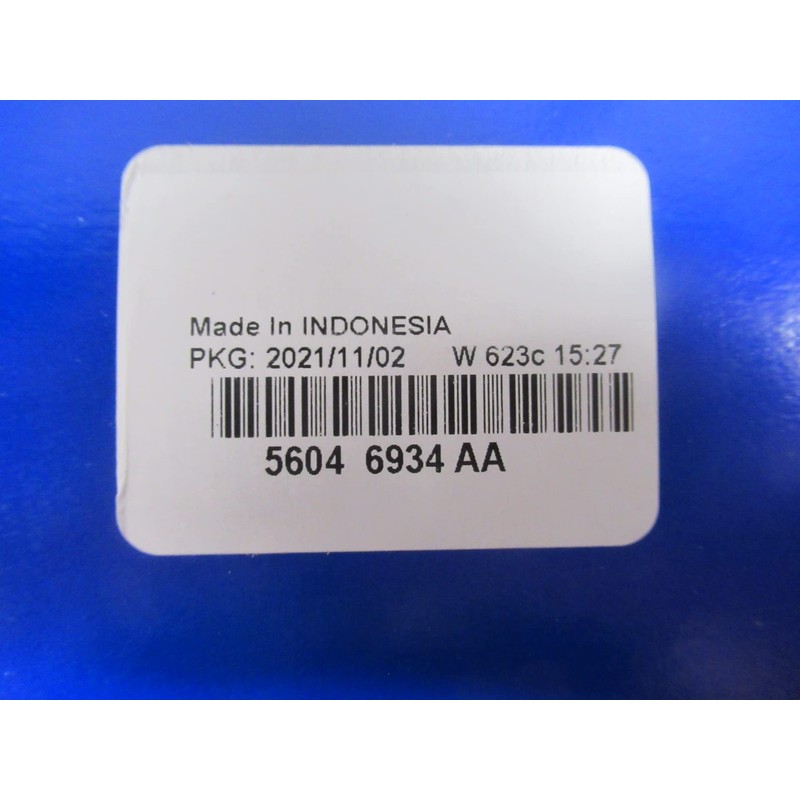 Made In INDONESIA
PKG: 2021/11/02 W 623c 15:27
5604 6934 AA